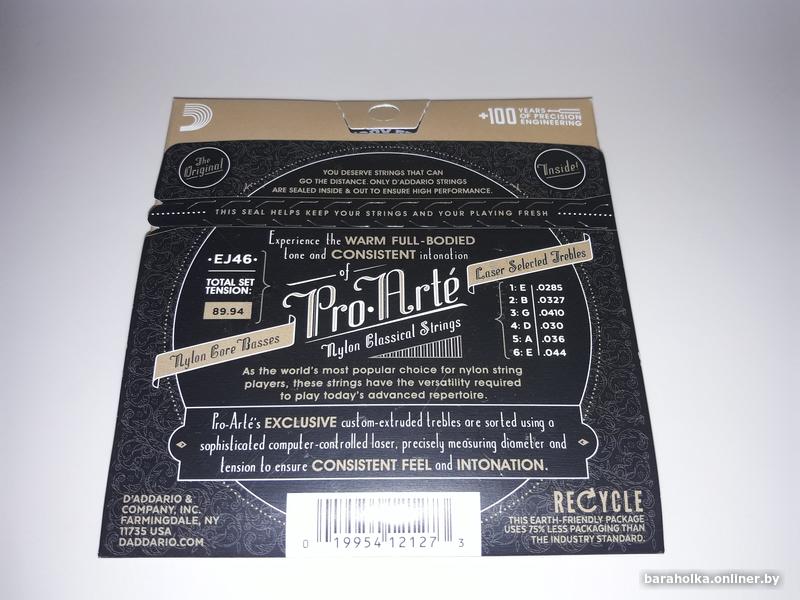 +100 YEARS OF PRECISION ENGINEERING
The Original
Inside!
YOU DESERVE STRINGS THAT CAN
GO THE DISTANCE. ONLY D'ADDARIO STRINGS
ARE SEALED INSIDE & OUT TO ENSURE HIGH PERFORMANCE.
THIS SEAL HELPS KEEP YOUR STRINGS AND YOUR PLAYING FRESH
Experience the WARM FULL-BODIED
tone and CONSISTENT intonation
of
Pro·Arté
Nylon Classical Strings
·EJ46·
TOTAL SET
TENSION:
89.94
Nylon Core Basses
Laser Selected Trebles
1: E .0285
2: B .0327
3: G .0410
4: D .030
5: A .036
6: E .044
As the world's most popular choice for nylon string
players, these strings have the versatility required
to play today's advanced repertoire.
Pro-Arté's EXCLUSIVE custom-extruded trebles are sorted using a
sophisticated computer-controlled laser, precisely measuring diameter and
tension to ensure CONSISTENT FEEL and INTONATION.
D'ADDARIO &
COMPANY, INC.
FARMINGDALE, NY
11735 USA
DADDARIO.COM
0 19954 12127 3
RECYCLE
THIS EARTH-FRIENDLY PACKAGE
USES 75% LESS PACKAGING THAN
THE INDUSTRY STANDARD.
baraholka.onliner.by